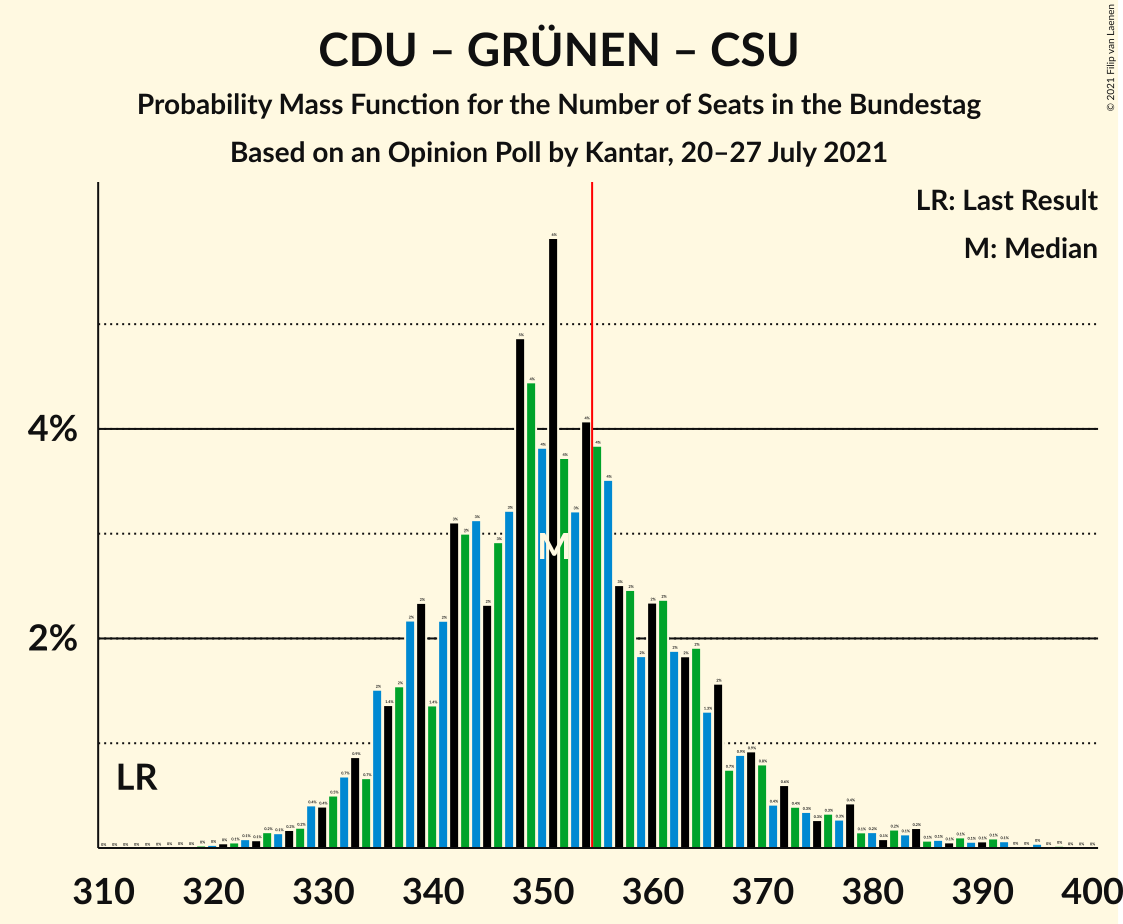 CDU – GRÜNEN – CSU
Probability Mass Function for the Number of Seats in the Bundestag
Based on an Opinion Poll by Kantar, 20–27 July 2021
© 2021 Filip van Laenen
LR: Last Result
M: Median
4%
2%
M
LR
310 320 330 340 350 360 370 380 390 400